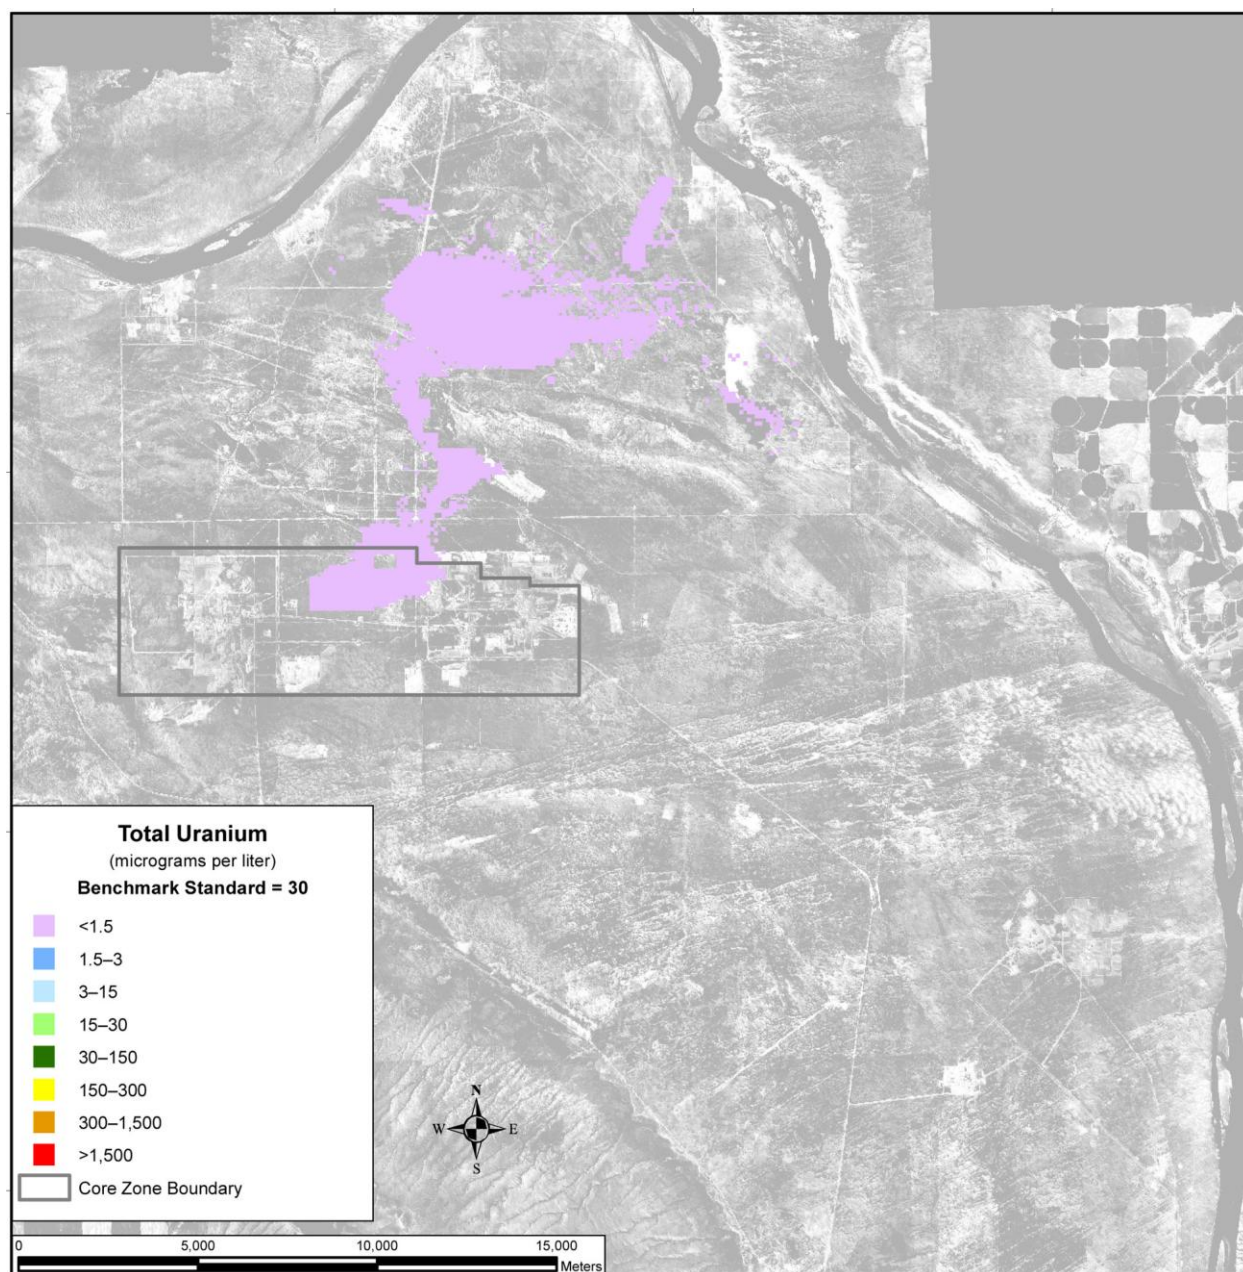 Total Uranium
(micrograms per liter)
Benchmark Standard = 30
<1.5
1.5–3
3–15
15–30
30–150
150–300
300–1,500
>1,500
Core Zone Boundary
N
W E
S
0 5,000 10,000 15,000
Meters